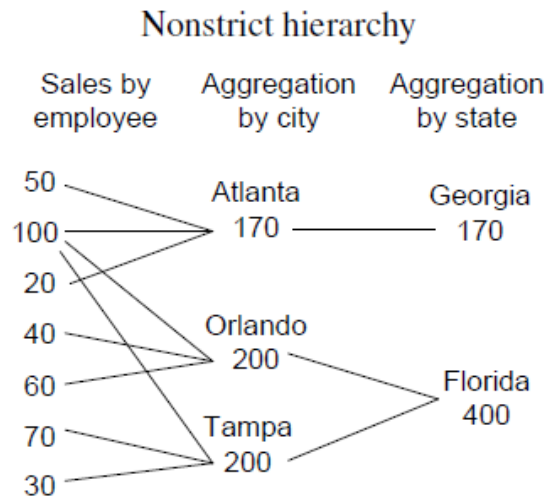 Nonstrict hierarchy
Sales by employee
Aggregation by city
Aggregation by state
50
100
20
40
60
70
30
Atlanta
170
Orlando
200
Tampa
200
Georgia
170
Florida
400